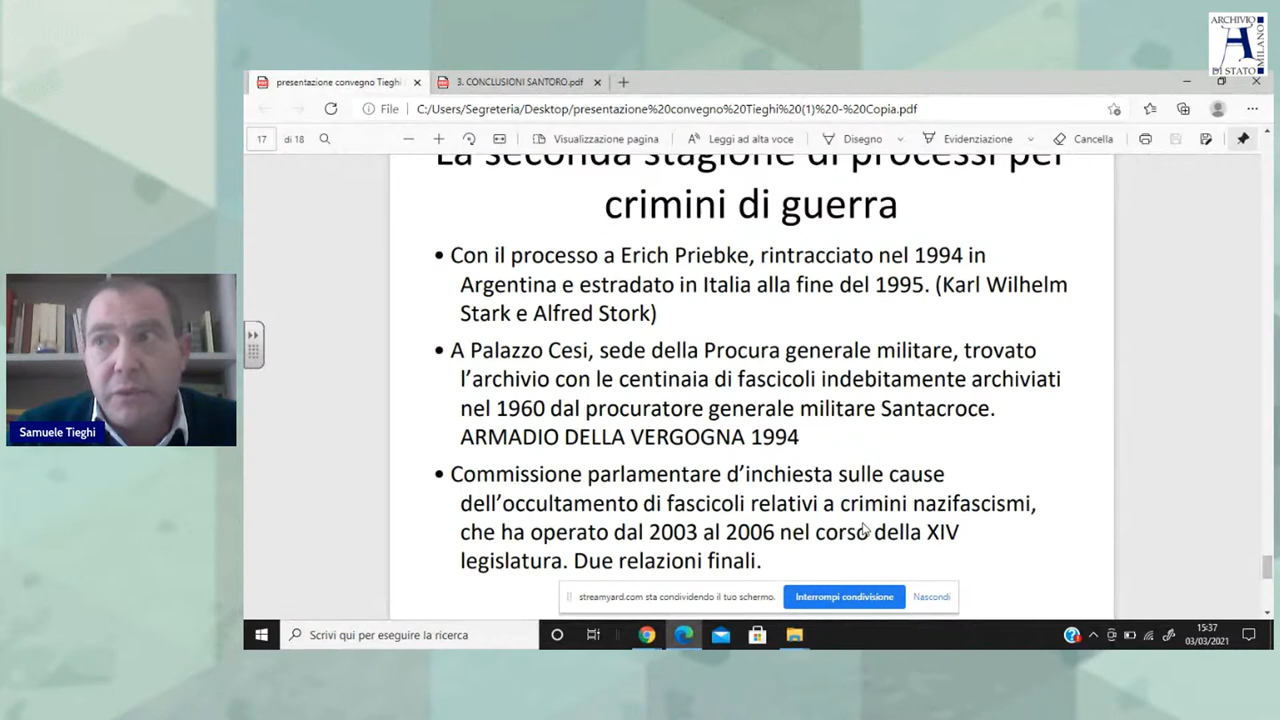 ARCHIVIO
DI STATO
MILANO
presentazione convegno Tieghi
3. CONCLUSIONI SANTORO.pdf
File
C:/Users/Segreteria/Desktop/presentazione%20convegno%20Tieghi%20(1)%20-%20Copia.pdf
17 di 18
Visualizzazione pagina
Leggi ad alta voce
Disegno
Evidenziazione
Cancella
La seconda stagione di processi per
crimini di guerra
• Con il processo a Erich Priebke, rintracciato nel 1994 in
Argentina e estradato in Italia alla fine del 1995. (Karl Wilhelm
Stark e Alfred Stork)
• A Palazzo Cesi, sede della Procura generale militare, trovato
l’archivio con le centinaia di fascicoli indebitamente archiviati
nel 1960 dal procuratore generale militare Santacroce.
ARMADIO DELLA VERGOGNA 1994
• Commissione parlamentare d’inchiesta sulle cause
dell’occultamento di fascicoli relativi a crimini nazifascismi,
che ha operato dal 2003 al 2006 nel corso della XIV
legislatura. Due relazioni finali.
Samuele Tieghi
streamyard.com sta condividendo il tuo schermo.
Interrompi condivisione
Nascondi
Scrivi qui per eseguire la ricerca
15:37
03/03/2021